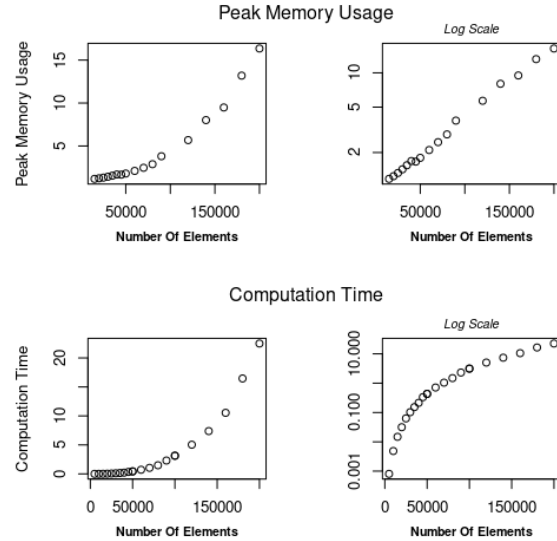 Peak Memory Usage
Log Scale
Peak Memory Usage
15
10
5
10
5
2
50000 150000
50000 150000
Number Of Elements
Number Of Elements
Computation Time
Log Scale
Computation Time
20
15
10
5
0
10.000
0.100
0.001
0 50000 150000
0 50000 150000
Number Of Elements
Number Of Elements